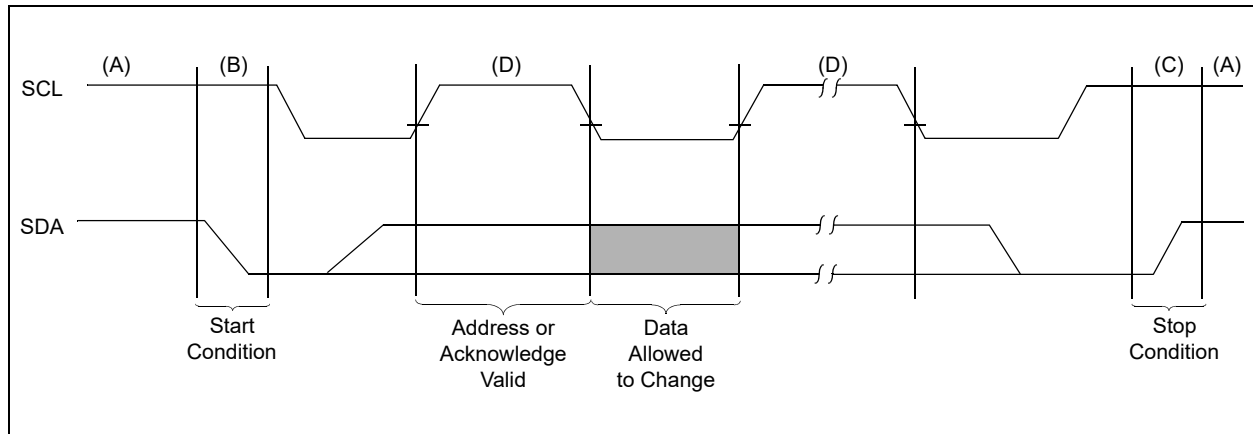 (A) (B) (D) (D) (C) (A)
SCL
SDA
Start
Condition
Address or
Acknowledge
Valid
Data
Allowed
to Change
Stop
Condition